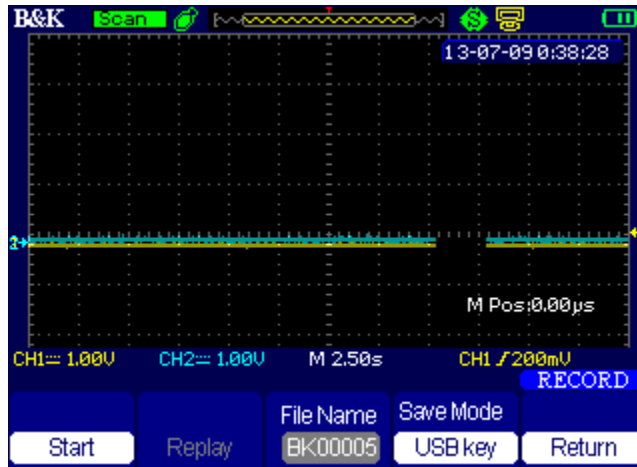 B&K Scan
13-07-09 0:38:28
M Pos:0.00µs
CH1 1.00V CH2 1.00V M 2.50s CH1 200mV
RECORD
File Name Save Mode
Start Replay BK00005 USB key Return